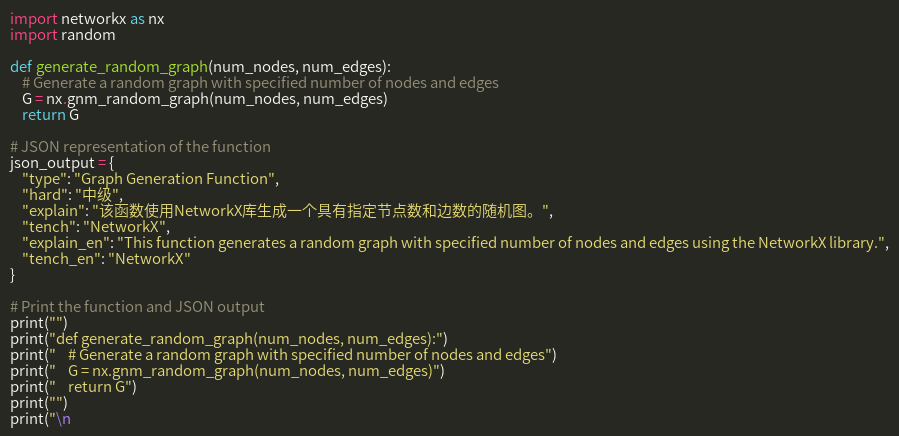 import networkx as nx
import random

def generate_random_graph(num_nodes, num_edges):
    # Generate a random graph with specified number of nodes and edges
    G = nx.gnm_random_graph(num_nodes, num_edges)
    return G

# JSON representation of the function
json_output = {
    "type": "Graph Generation Function",
    "hard": "中级",
    "explain": "该函数使用NetworkX库生成一个具有指定节点数和边数的随机图。",
    "tench": "NetworkX",
    "explain_en": "This function generates a random graph with specified number of nodes and edges using the NetworkX library.",
    "tench_en": "NetworkX"
}

# Print the function and JSON output
print("")
print("def generate_random_graph(num_nodes, num_edges):")
print("    # Generate a random graph with specified number of nodes and edges")
print("    G = nx.gnm_random_graph(num_nodes, num_edges)")
print("    return G")
print("")
print("\n